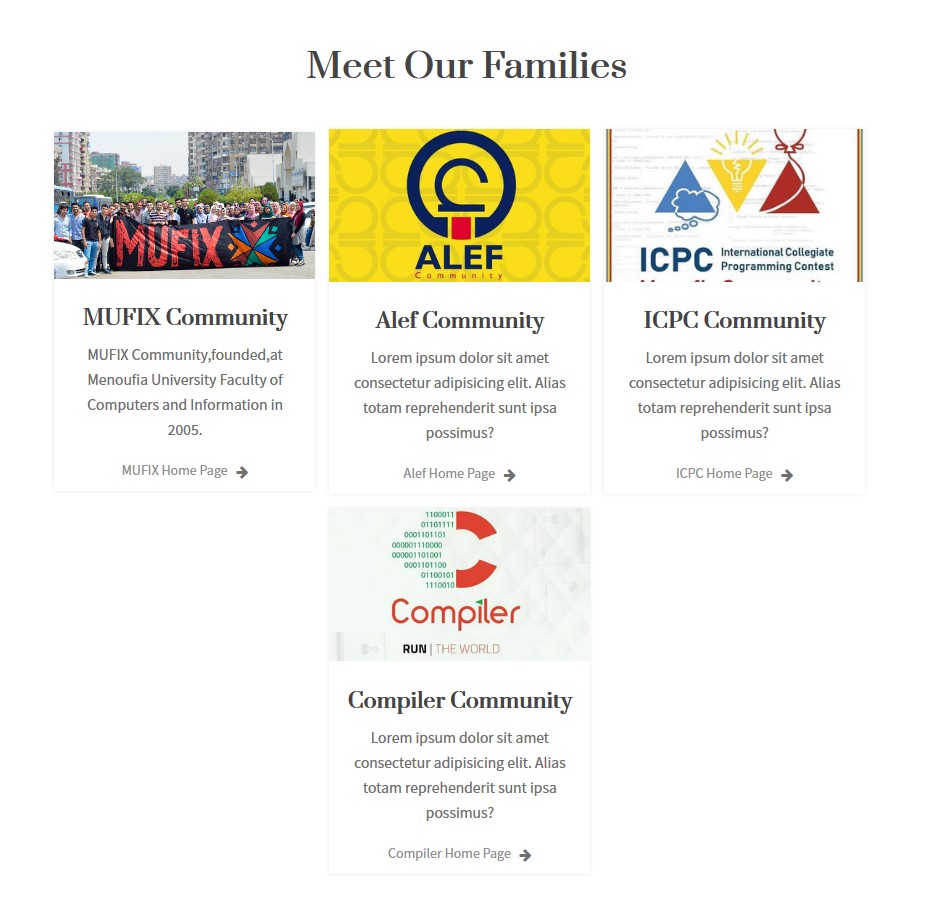 Meet Our Families
MUFIX
MUFIX Community
MUFIX Community,founded,at
Menoufia University Faculty of
Computers and Information in
2005.
MUFIX Home Page
ALEF
Community
Alef Community
Lorem ipsum dolor sit amet
consectetur adipisicing elit. Alias
totam reprehenderit sunt ipsa
possimus?
Alef Home Page
ICPC International Collegiate
Programming Contest
ICPC Community
Lorem ipsum dolor sit amet
consectetur adipisicing elit. Alias
totam reprehenderit sunt ipsa
possimus?
ICPC Home Page
1100011
01101111
0001101101
000001110000
000001101001
0001101100
01100101
1110010
Compiler
RUN | THE WORLD
Compiler Community
Lorem ipsum dolor sit amet
consectetur adipisicing elit. Alias
totam reprehenderit sunt ipsa
possimus?
Compiler Home Page